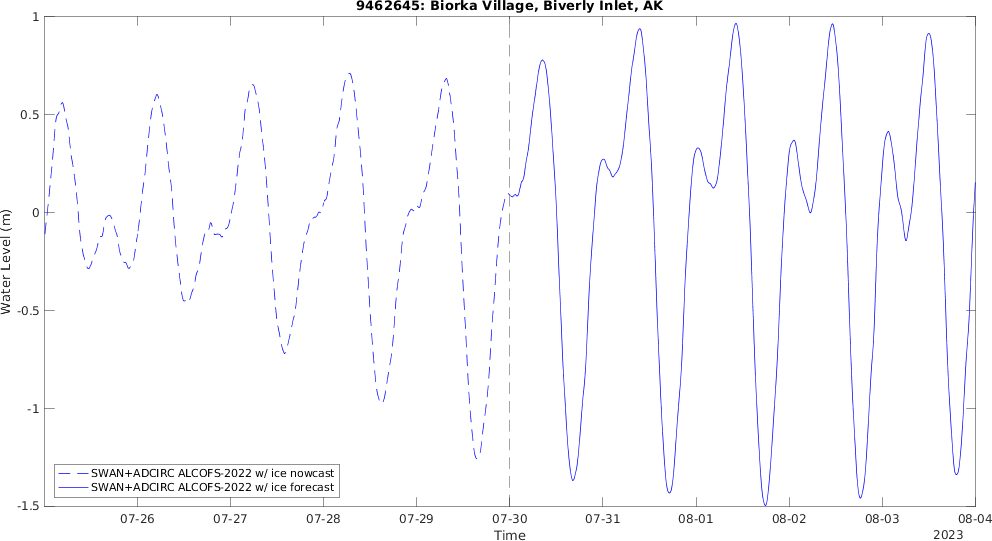 9462645: Biorka Village, Biverly Inlet, AK
1
0.5
0
-0.5
-1
-1.5
Water Level (m)
SWAN+ADCIRC ALCOFS-2022 w/ ice nowcast
SWAN+ADCIRC ALCOFS-2022 w/ ice forecast
07-26 07-27 07-28 07-29 07-30 07-31 08-01 08-02 08-03 08-04
Time
2023